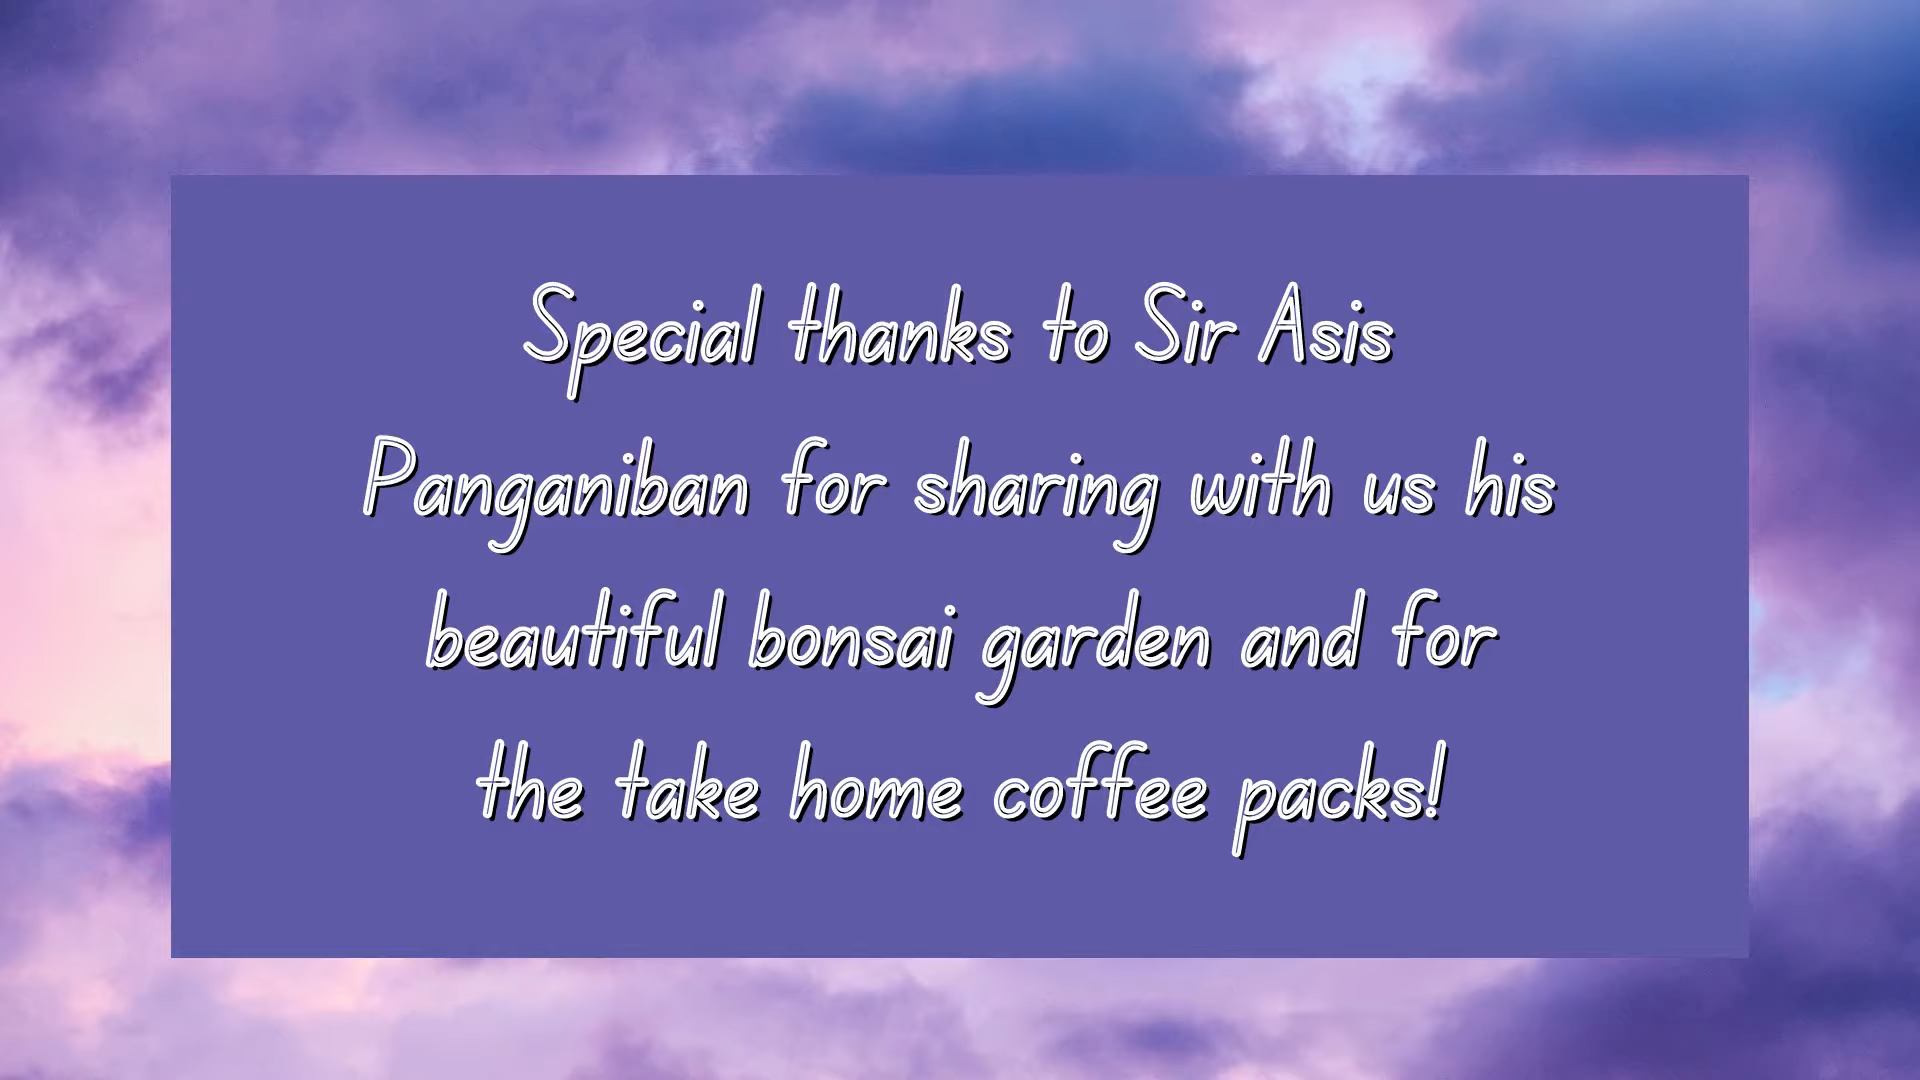 Special thanks to Sir Asis
Panganiban for sharing with us his
beautiful bonsai garden and for
the take home coffee packs!